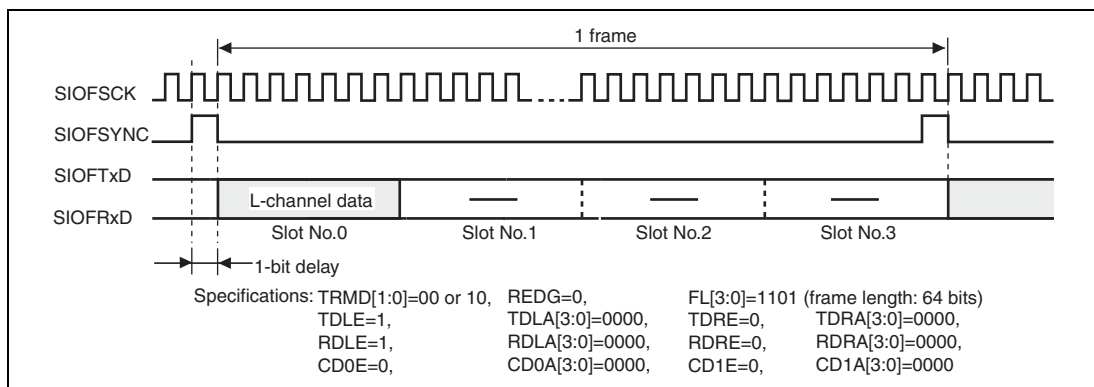 1 frame
SIOFSCK
SIOFSYNC
SIOFTxD
L-channel data
SIOFRxD
Slot No.0 Slot No.1 Slot No.2 Slot No.3
1-bit delay
Specifications: TRMD[1:0]=00 or 10, REDG=0, FL[3:0]=1101 (frame length: 64 bits)
TDLE=1, TDLA[3:0]=0000, TDRE=0, TDRA[3:0]=0000,
RDLE=1, RDLA[3:0]=0000, RDRE=0, RDRA[3:0]=0000,
CD0E=0, CD0A[3:0]=0000, CD1E=0, CD1A[3:0]=0000